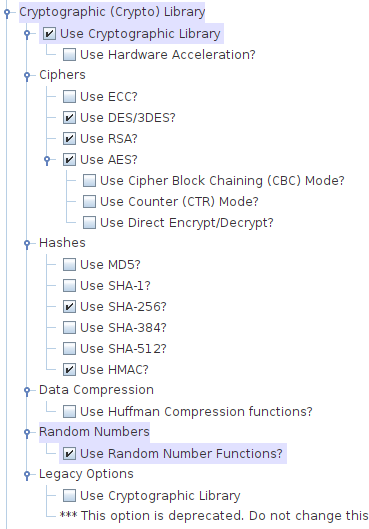 Cryptographic (Crypto) Library
Use Cryptographic Library
Use Hardware Acceleration?
Ciphers
Use ECC?
Use DES/3DES?
Use RSA?
Use AES?
Use Cipher Block Chaining (CBC) Mode?
Use Counter (CTR) Mode?
Use Direct Encrypt/Decrypt?
Hashes
Use MD5?
Use SHA-1?
Use SHA-256?
Use SHA-384?
Use SHA-512?
Use HMAC?
Data Compression
Use Huffman Compression functions?
Random Numbers
Use Random Number Functions?
Legacy Options
Use Cryptographic Library
*** This option is deprecated. Do not change this